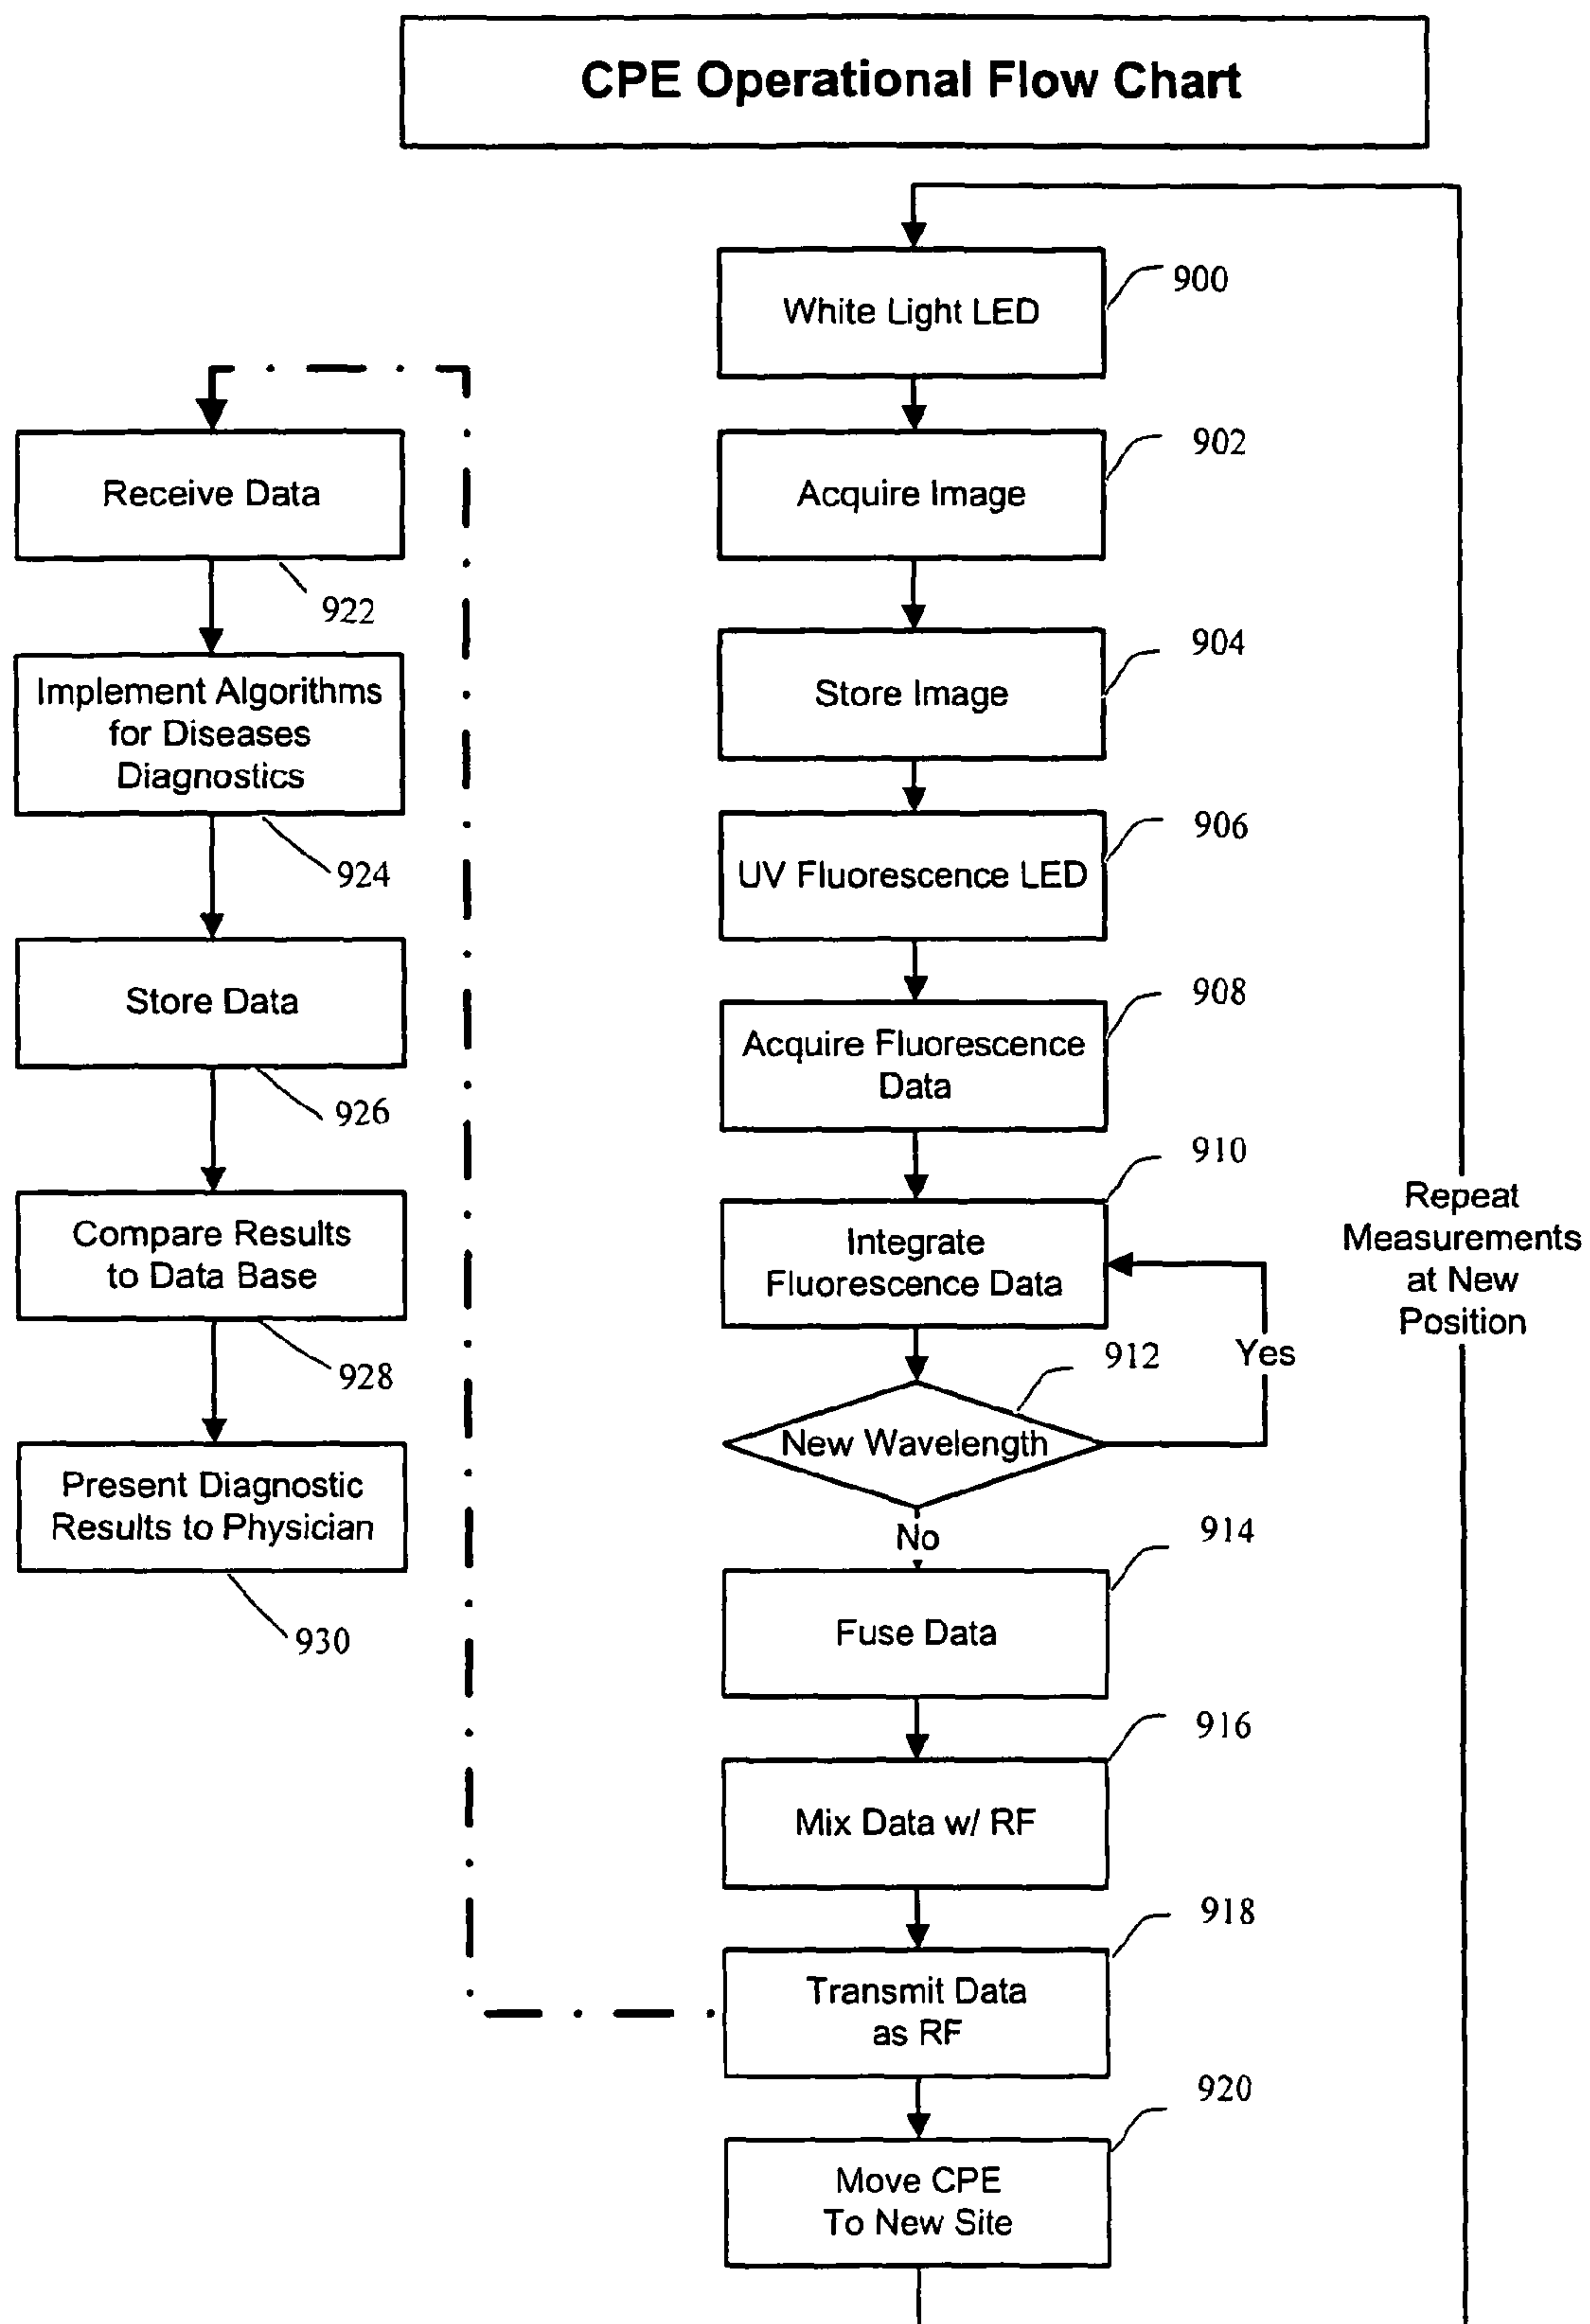 CPE Operational Flow Chart
White Light LED
900
Acquire Image
902
Store Image
904
UV Fluorescence LED
906
Acquire Fluorescence
Data
908
Integrate
Fluorescence Data
910
New Wavelength
912
Yes
No
Fuse Data
914
Mix Data w/ RF
916
Transmit Data
as RF
918
Move CPE
To New Site
920
Repeat
Measurements
at New
Position
Receive Data
922
Implement Algorithms
for Diseases
Diagnostics
924
Store Data
926
Compare Results
to Data Base
928
Present Diagnostic
Results to Physician
930